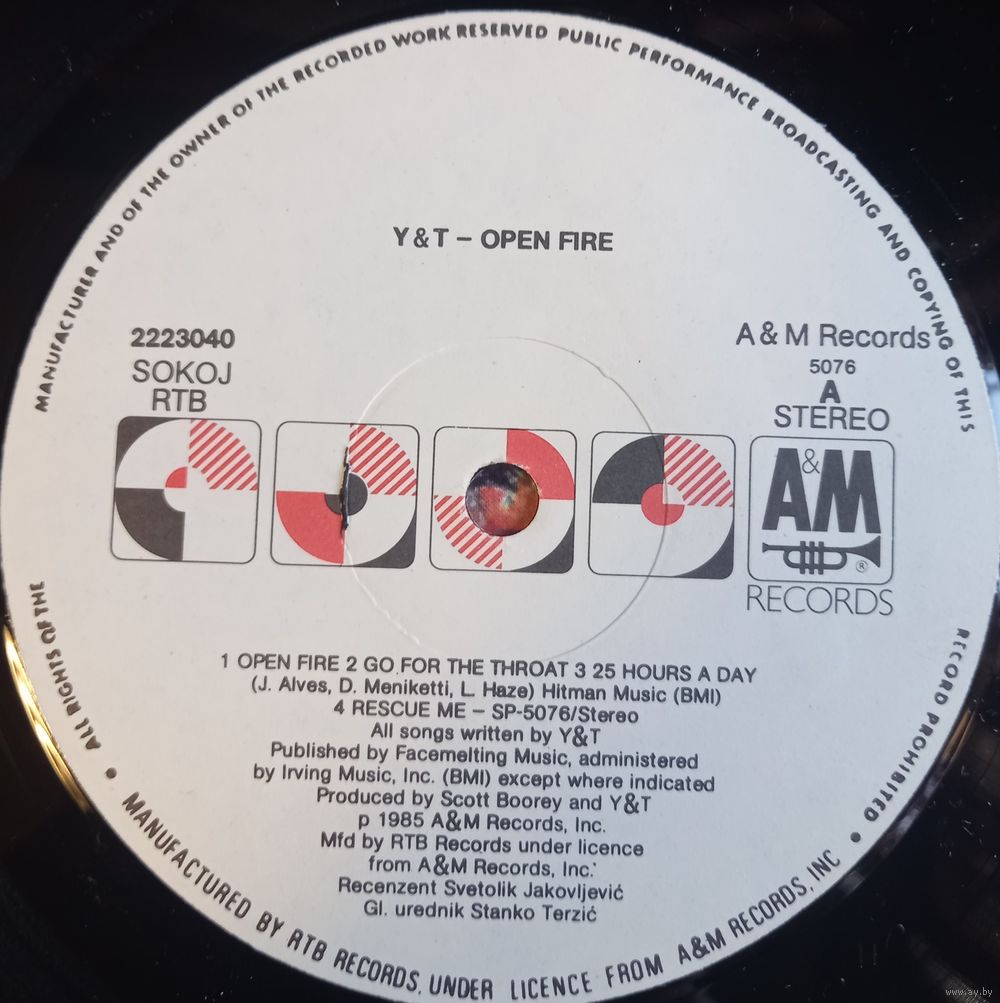 MANUFACTURER AND OF THE OWNER OF THE RECORDED WORK RESERVED PUBLIC PERFORMANCE BROADCASTING AND COPYING OF THIS
Y & T – OPEN FIRE
2223040
SOKOJ
RTB
A & M Records
5076
A
STEREO
A&M
®
RECORDS
1 OPEN FIRE 2 GO FOR THE THROAT 3 25 HOURS A DAY
(J. Alves, D. Meniketti, L. Haze) Hitman Music (BMI)
4 RESCUE ME – SP-5076/Stereo
All songs written by Y&T
Published by Facemelting Music, administered
by Irving Music, Inc. (BMI) except where indicated
Produced by Scott Boorey and Y&T
p 1985 A&M Records, Inc.
Mfd by RTB Records under licence
from A&M Records, Inc.
Recenzent Svetolik Jakovljević
Gl. urednik Stanko Terzić
ALL RIGHTS OF THE
RECORD PROHIBITED
• MANUFACTURED BY RTB RECORDS, UNDER LICENCE FROM A&M RECORDS, INC •
www.ay.by